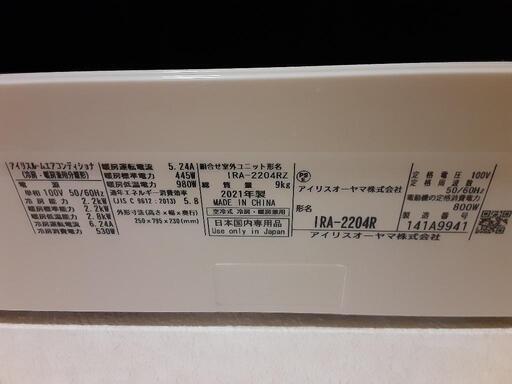 アイリスルームエアコンディショナ
(冷房・暖房兼用分離形)
電源
単相 100V 50/60Hz
冷房能力 2.2kW
暖房標準能力 2.2kW
暖房低温能力 2.8kW
冷房運転電流 6.24A
冷房消費電力 530W
暖房運転電流 5.24A
暖房標準電力 445W
暖房低温電力 980W
通年エネルギー消費効率
(JIS C 9612:2013) 5.8
外形寸法(高さ×幅×奥行)
250×795×230(mm)
組合せ室外ユニット形名
IRA-2204RZ
総質量 9kg
2021年製
MADE IN CHINA
空冷式 冷房・暖房兼用
日本国内専用品
Use only in Japan
PSE
アイリスオーヤマ株式会社
形名
IRA-2204R
アイリスオーヤマ株式会社
定格電圧 100V
定格周波数
50/60Hz
電動機の定格消費電力
800W
製造番号
141A9941